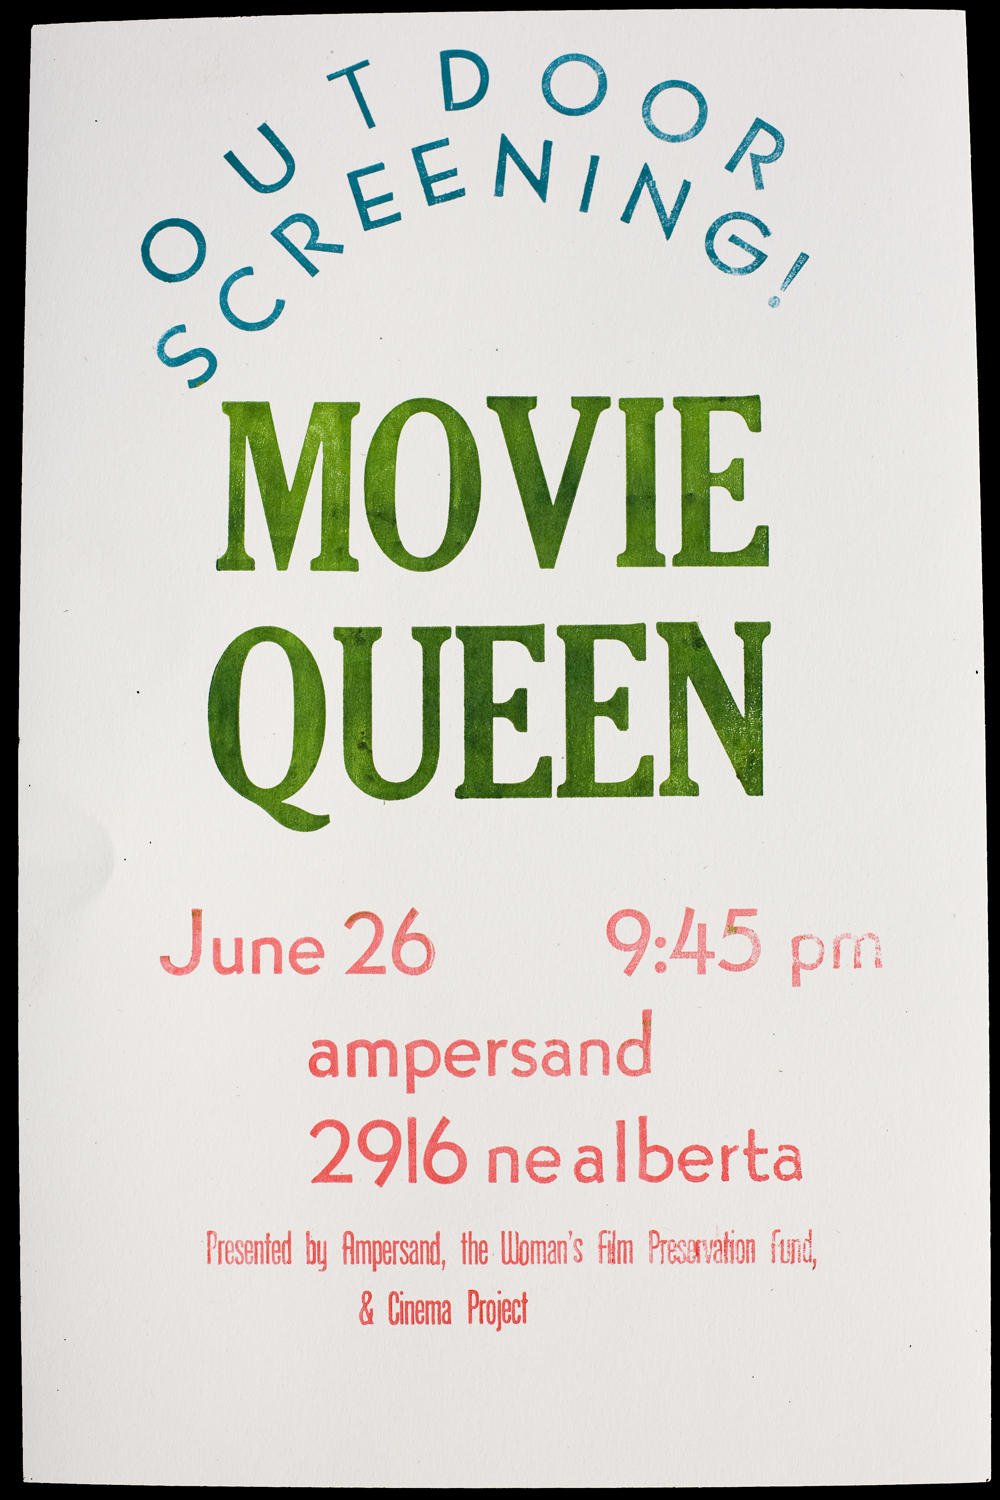 OUTDOOR
SCREENING!
MOVIE
QUEEN
June 26 9:45 pm
ampersand
2916 ne alberta
Presented by Ampersand, the Woman's Film Preservation Fund,
& Cinema Project